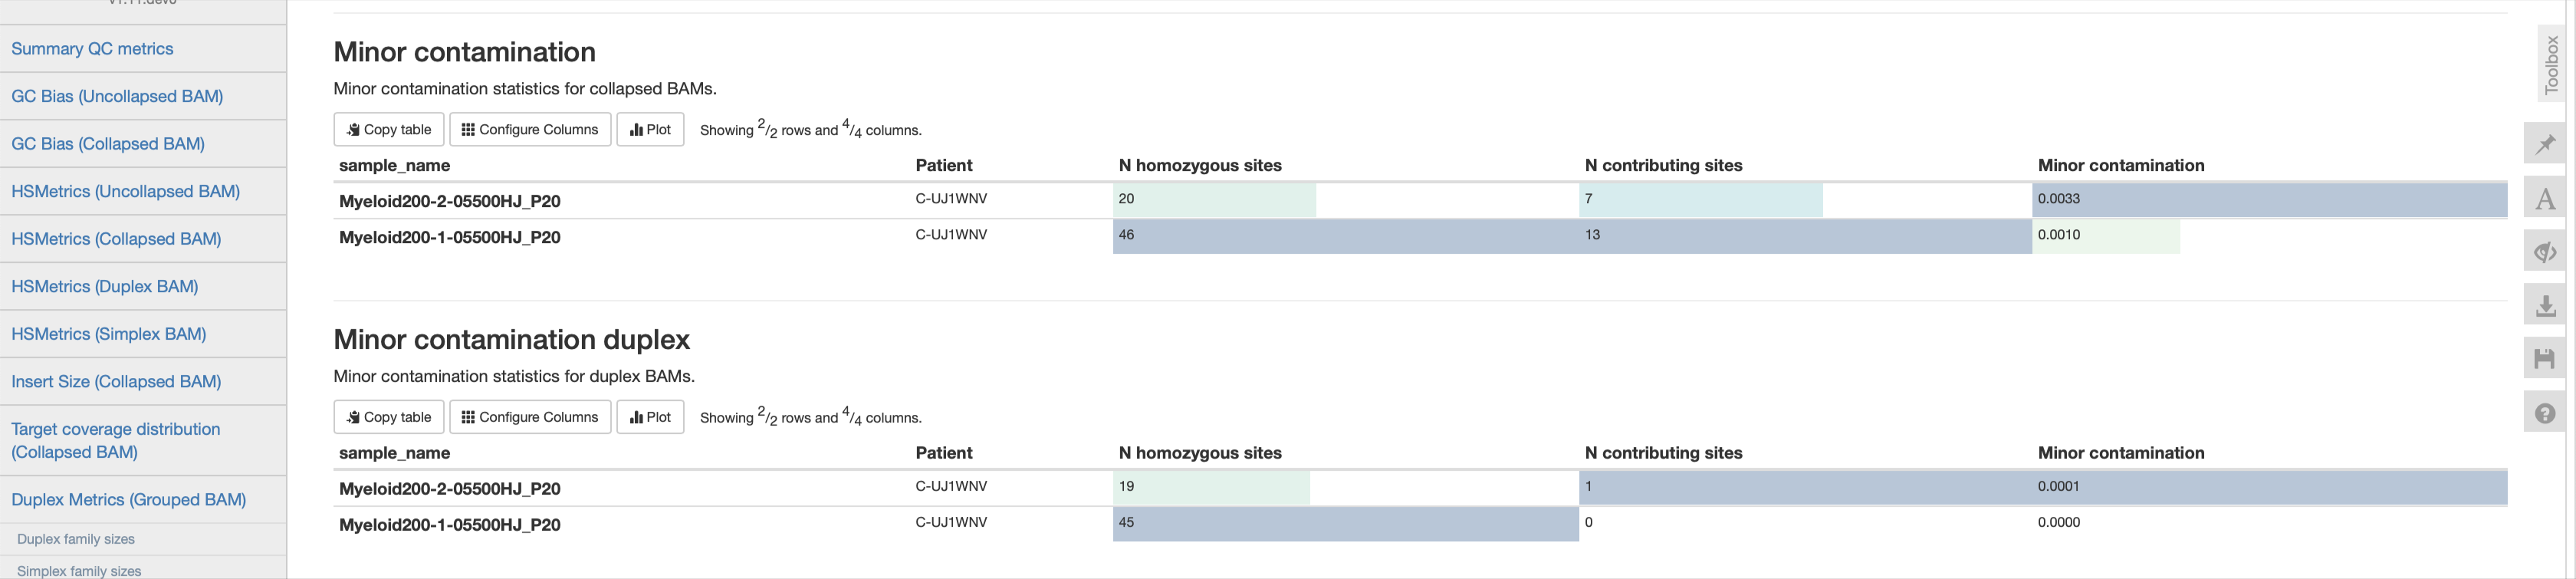 Summary QC metrics
GC Bias (Uncollapsed BAM)
GC Bias (Collapsed BAM)
HSMetrics (Uncollapsed BAM)
HSMetrics (Collapsed BAM)
HSMetrics (Duplex BAM)
HSMetrics (Simplex BAM)
Insert Size (Collapsed BAM)
Target coverage distribution
(Collapsed BAM)
Duplex Metrics (Grouped BAM)
Duplex family sizes
Simplex family sizes
Minor contamination
Minor contamination statistics for collapsed BAMs.
Copy table Configure Columns Plot Showing 2/2 rows and 4/4 columns.
sample_name Patient N homozygous sites N contributing sites Minor contamination
Myeloid200-2-05500HJ_P20 C-UJ1WNV 20 7 0.0033
Myeloid200-1-05500HJ_P20 C-UJ1WNV 46 13 0.0010
Minor contamination duplex
Minor contamination statistics for duplex BAMs.
Copy table Configure Columns Plot Showing 2/2 rows and 4/4 columns.
sample_name Patient N homozygous sites N contributing sites Minor contamination
Myeloid200-2-05500HJ_P20 C-UJ1WNV 19 1 0.0001
Myeloid200-1-05500HJ_P20 C-UJ1WNV 45 0 0.0000
Toolbox
A